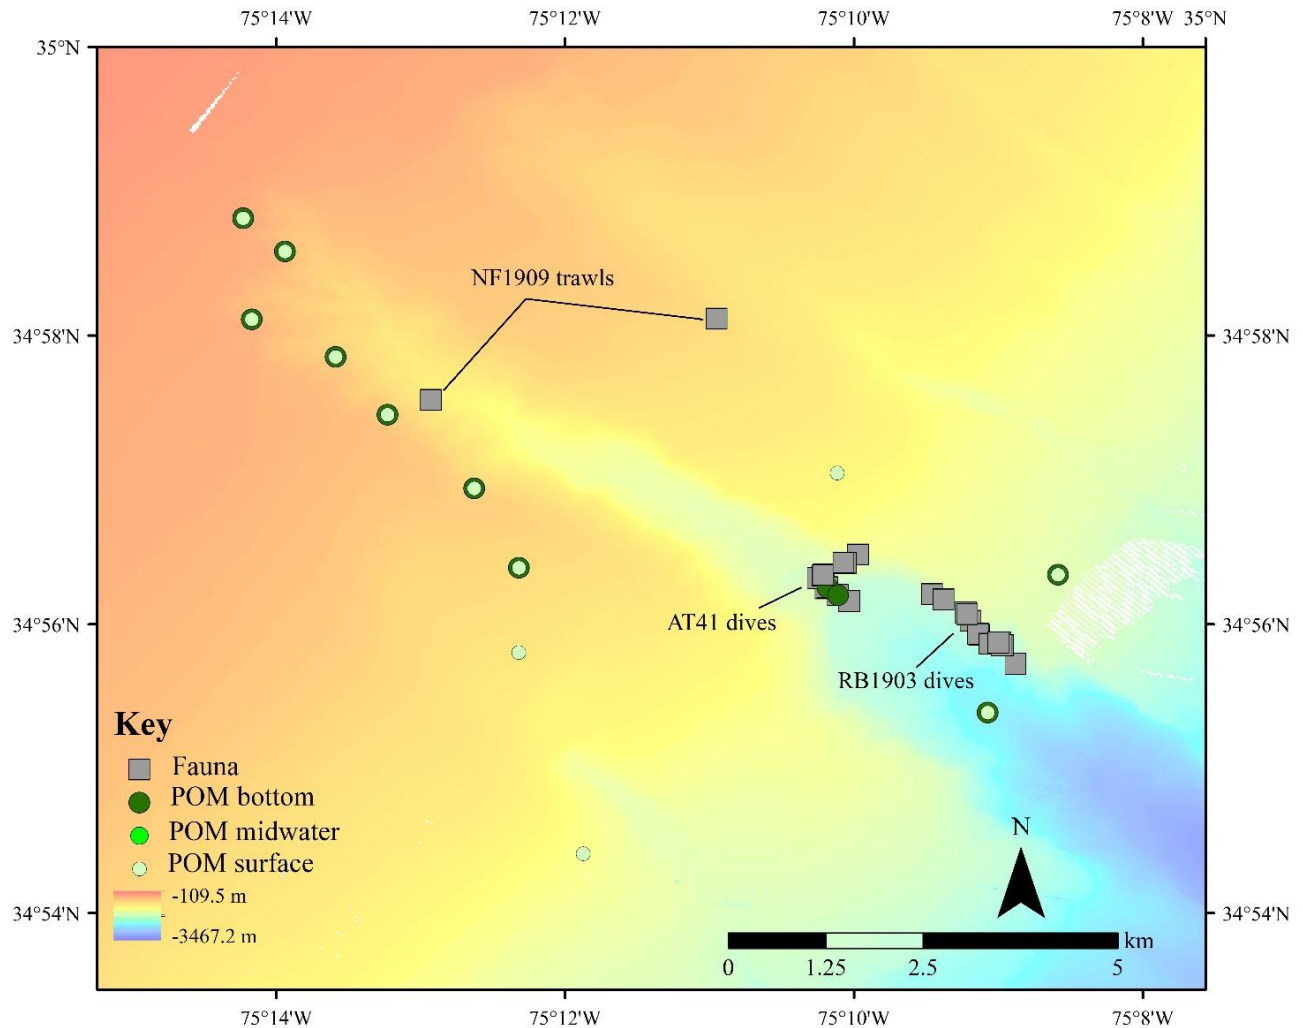 75°14'W 75°12'W 75°10'W 75°8'W 35°N
35°N
NF1909 trawls
34°58'N 34°58'N
AT41 dives
34°56'N 34°56'N
RB1903 dives
Key
Fauna
POM bottom
POM midwater
POM surface
N
-109.5 m
-3467.2 m
34°54'N 34°54'N
km
0 1.25 2.5 5
75°14'W 75°12'W 75°10'W 75°8'W